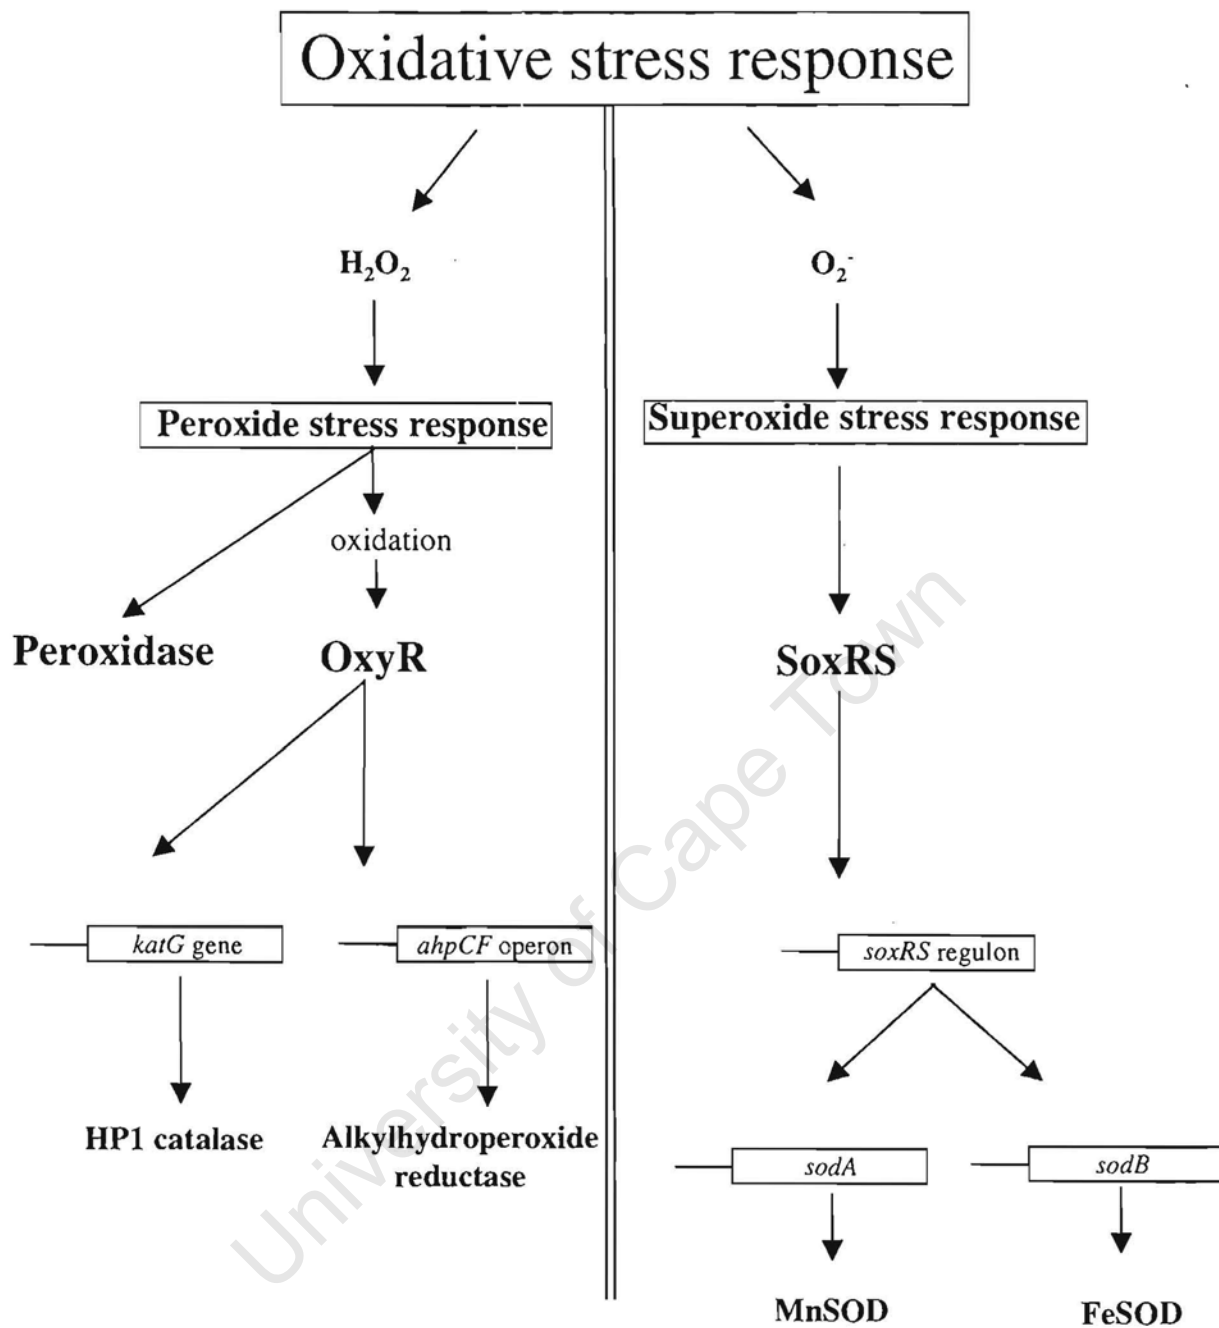 Oxidative stress response
H₂O₂
O₂⁻
Peroxide stress response
Superoxide stress response
oxidation
Peroxidase
OxyR
SoxRS
katG gene
ahpCF operon
soxRS regulon
HP1 catalase
Alkylhydroperoxide
reductase
sodA
sodB
MnSOD
FeSOD
University of Cape Town